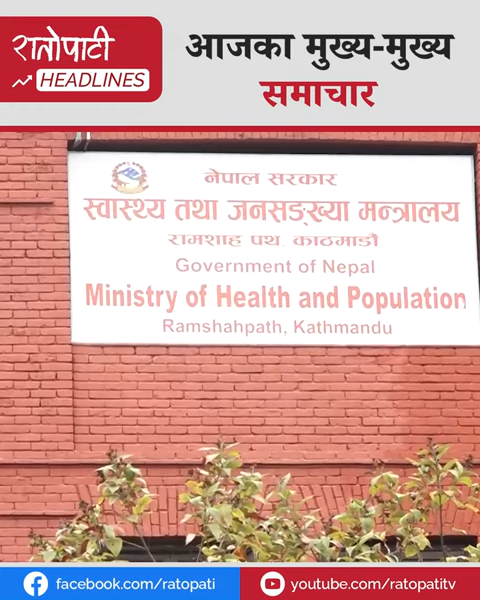 रातोपाटी
HEADLINES
आजका मुख्य-मुख्य
समाचार
नेपाल सरकार
स्वास्थ्य तथा जनसङ्ख्या मन्त्रालय
रामशाह पथ, काठमाडौं
Government of Nepal
Ministry of Health and Population
Ramshahpath, Kathmandu
facebook.com/ratopati
youtube.com/ratopatitv